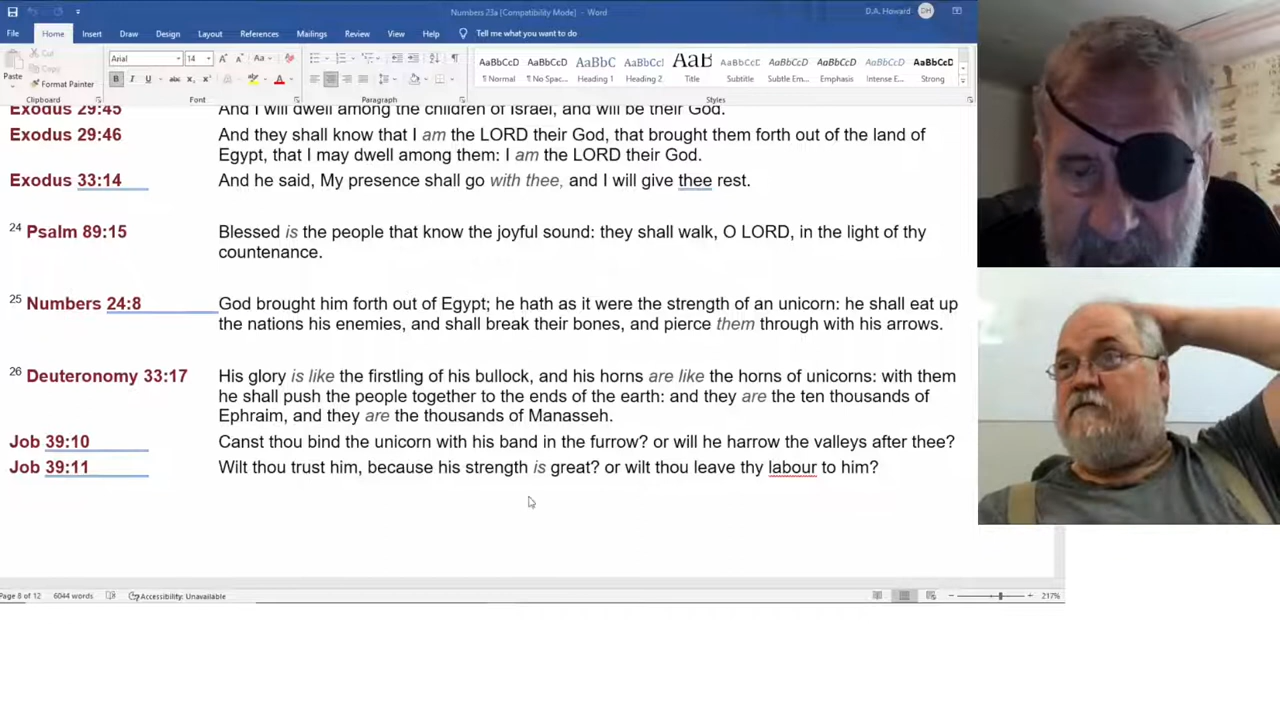 Numbers 23a [Compatibility Mode] - Word
D.A. Howard DH
File Home Insert Draw Design Layout References Mailings Review View Help Tell me what you want to do
Cut
Copy
Paste
Format Painter
Arial 14 Aa
B I U
AaBbCcD AaBbCcD AaBbC AaBbCcI AaB AaBbCcD AaBbCcD AaBbCcD AaBbCcD AaBbCcD
¶ Normal ¶ No Spac... Heading 1 ¶ Heading 2 Title Subtitle Subtle Em... Emphasis Intense E... Strong
Clipboard Font Paragraph Styles
Exodus 29:45 And I will dwell among the children of Israel, and will be their God.
Exodus 29:46 And they shall know that I am the LORD their God, that brought them forth out of the land of
Egypt, that I may dwell among them: I am the LORD their God.
Exodus 33:14 And he said, My presence shall go with thee, and I will give thee rest.
24 Psalm 89:15 Blessed is the people that know the joyful sound: they shall walk, O LORD, in the light of thy
countenance.
25 Numbers 24:8 God brought him forth out of Egypt; he hath as it were the strength of an unicorn: he shall eat up
the nations his enemies, and shall break their bones, and pierce them through with his arrows.
26 Deuteronomy 33:17 His glory is like the firstling of his bullock, and his horns are like the horns of unicorns: with them
he shall push the people together to the ends of the earth: and they are the ten thousands of
Ephraim, and they are the thousands of Manasseh.
Job 39:10 Canst thou bind the unicorn with his band in the furrow? or will he harrow the valleys after thee?
Job 39:11 Wilt thou trust him, because his strength is great? or wilt thou leave thy labour to him?
Page 8 of 12 6044 words Accessibility: Unavailable 217%